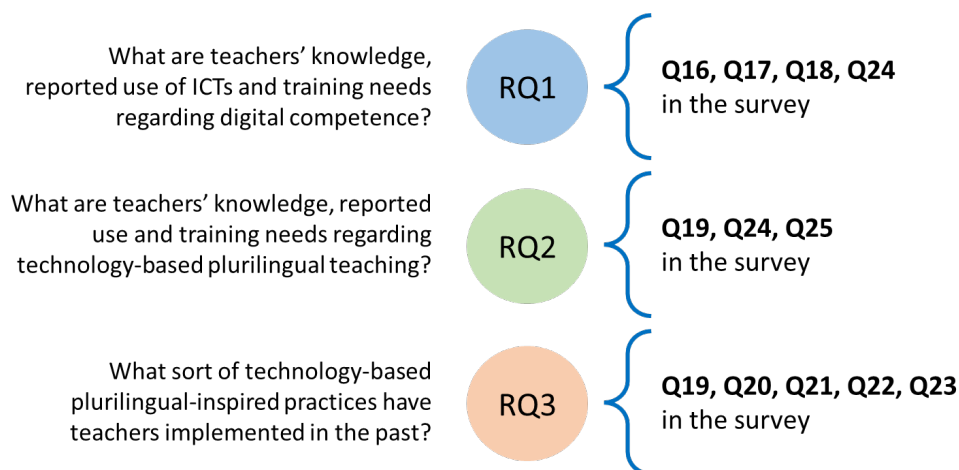 What are teachers’ knowledge,
reported use of ICTs and training needs
regarding digital competence?
RQ1
Q16, Q17, Q18, Q24
in the survey
What are teachers’ knowledge, reported
use and training needs regarding
technology-based plurilingual teaching?
RQ2
Q19, Q24, Q25
in the survey
What sort of technology-based
plurilingual-inspired practices have
teachers implemented in the past?
RQ3
Q19, Q20, Q21, Q22, Q23
in the survey